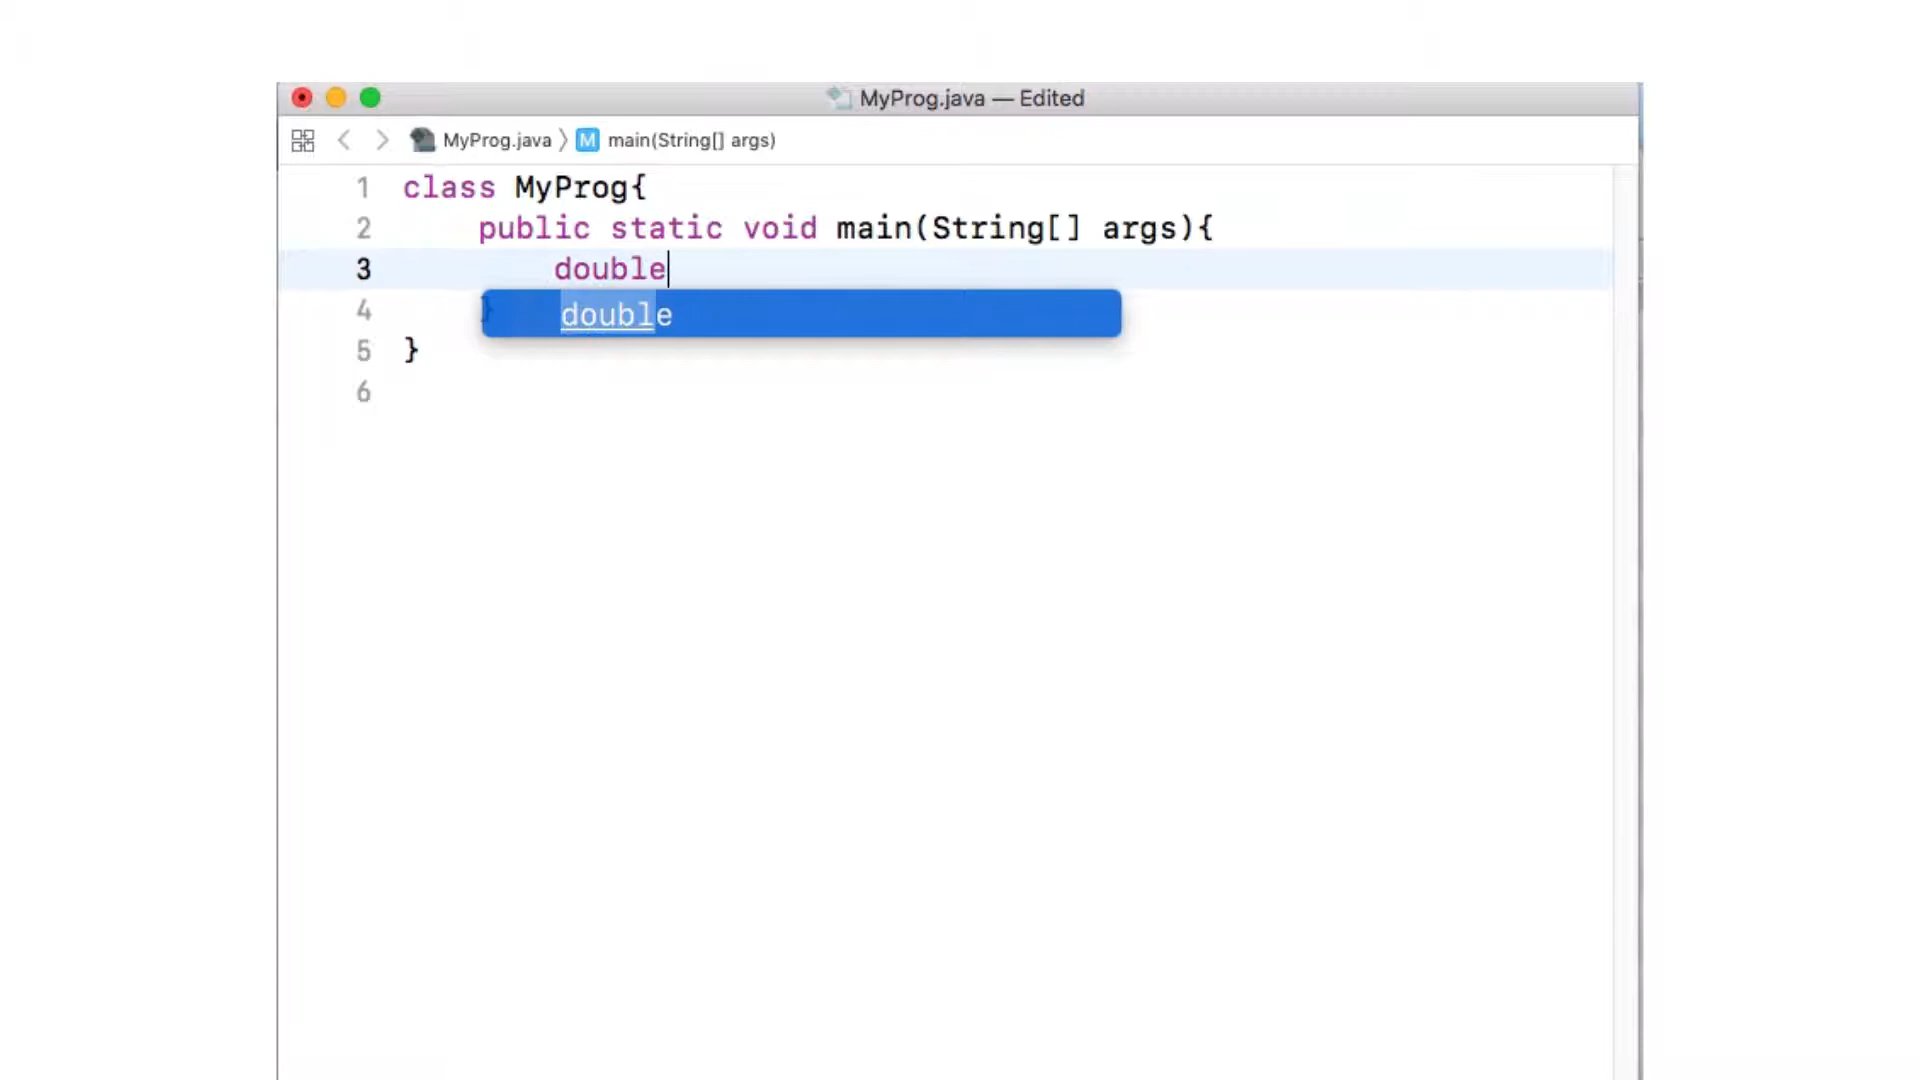 MyProg.java — Edited
MyProg.java 〉 M main(String[] args)
1 class MyProg{
2 public static void main(String[] args){
3 double
4 } double
5 }
6